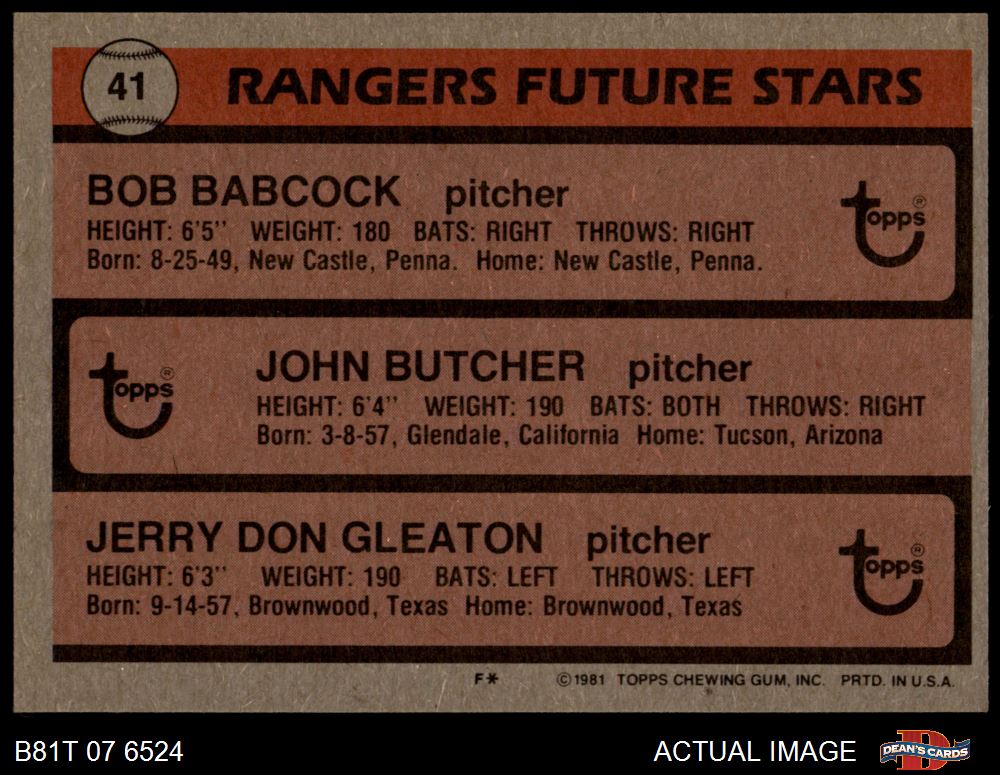 41
RANGERS FUTURE STARS
BOB BABCOCK pitcher
HEIGHT: 6'5" WEIGHT: 180 BATS: RIGHT THROWS: RIGHT
Born: 8-25-49, New Castle, Penna. Home: New Castle, Penna.
topps®
JOHN BUTCHER pitcher
HEIGHT: 6'4" WEIGHT: 190 BATS: BOTH THROWS: RIGHT
Born: 3-8-57, Glendale, California Home: Tucson, Arizona
topps®
JERRY DON GLEATON pitcher
HEIGHT: 6'3" WEIGHT: 190 BATS: LEFT THROWS: LEFT
Born: 9-14-57, Brownwood, Texas Home: Brownwood, Texas
topps®
F* ©1981 TOPPS CHEWING GUM, INC. PRTD. IN U.S.A.
B81T 07 6524 ACTUAL IMAGE D DEAN'S CARDS